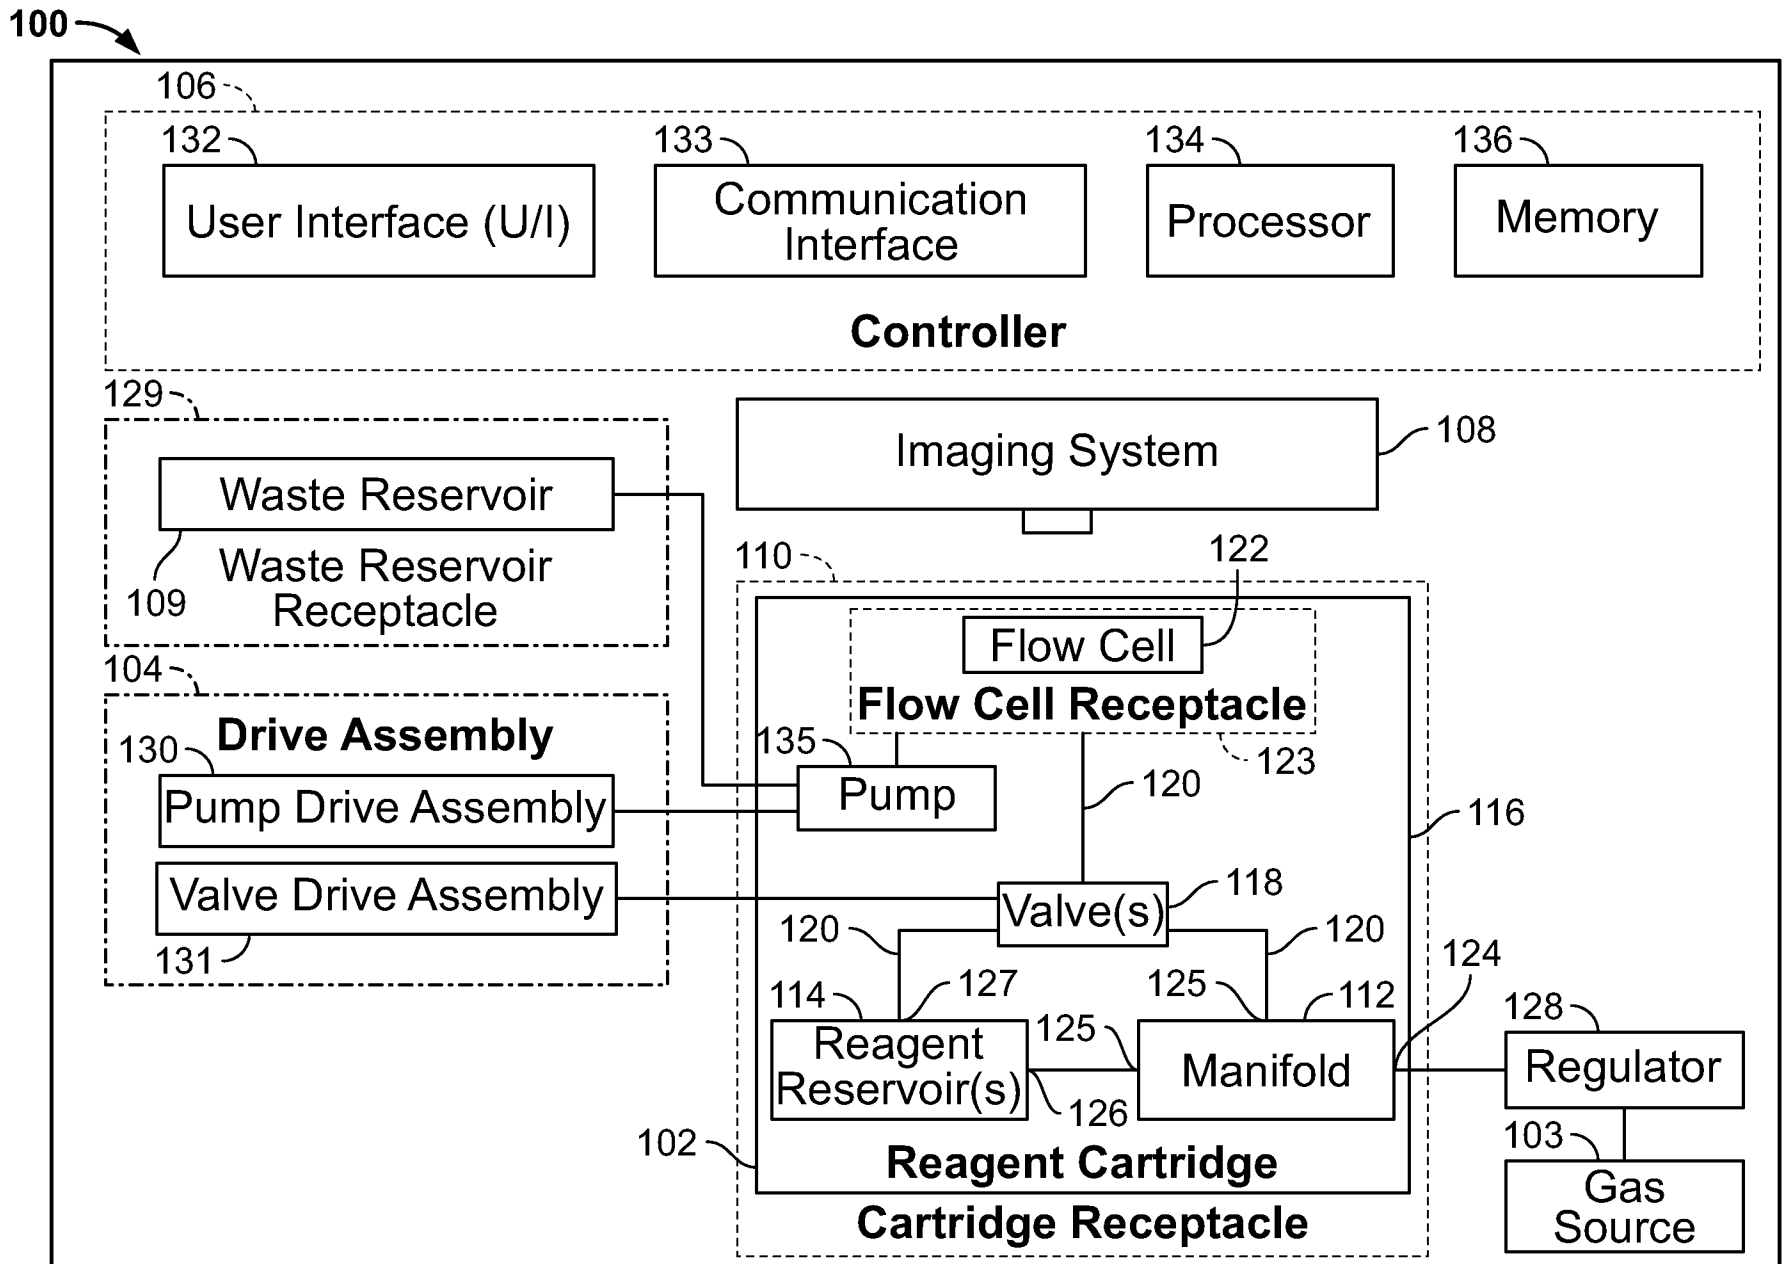 100
106
132
133
134
136
User Interface (U/I)
Communication
Interface
Processor
Memory
Controller
129
Waste Reservoir
109
Waste Reservoir
Receptacle
Imaging System
108
110
122
Flow Cell
Flow Cell Receptacle
123
104
Drive Assembly
130
Pump Drive Assembly
Valve Drive Assembly
131
135
Pump
120
116
Valve(s)
118
120
120
124
114
127
125
112
Reagent
Reservoir(s)
125
126
Manifold
128
Regulator
103
Gas
Source
102
Reagent Cartridge
Cartridge Receptacle